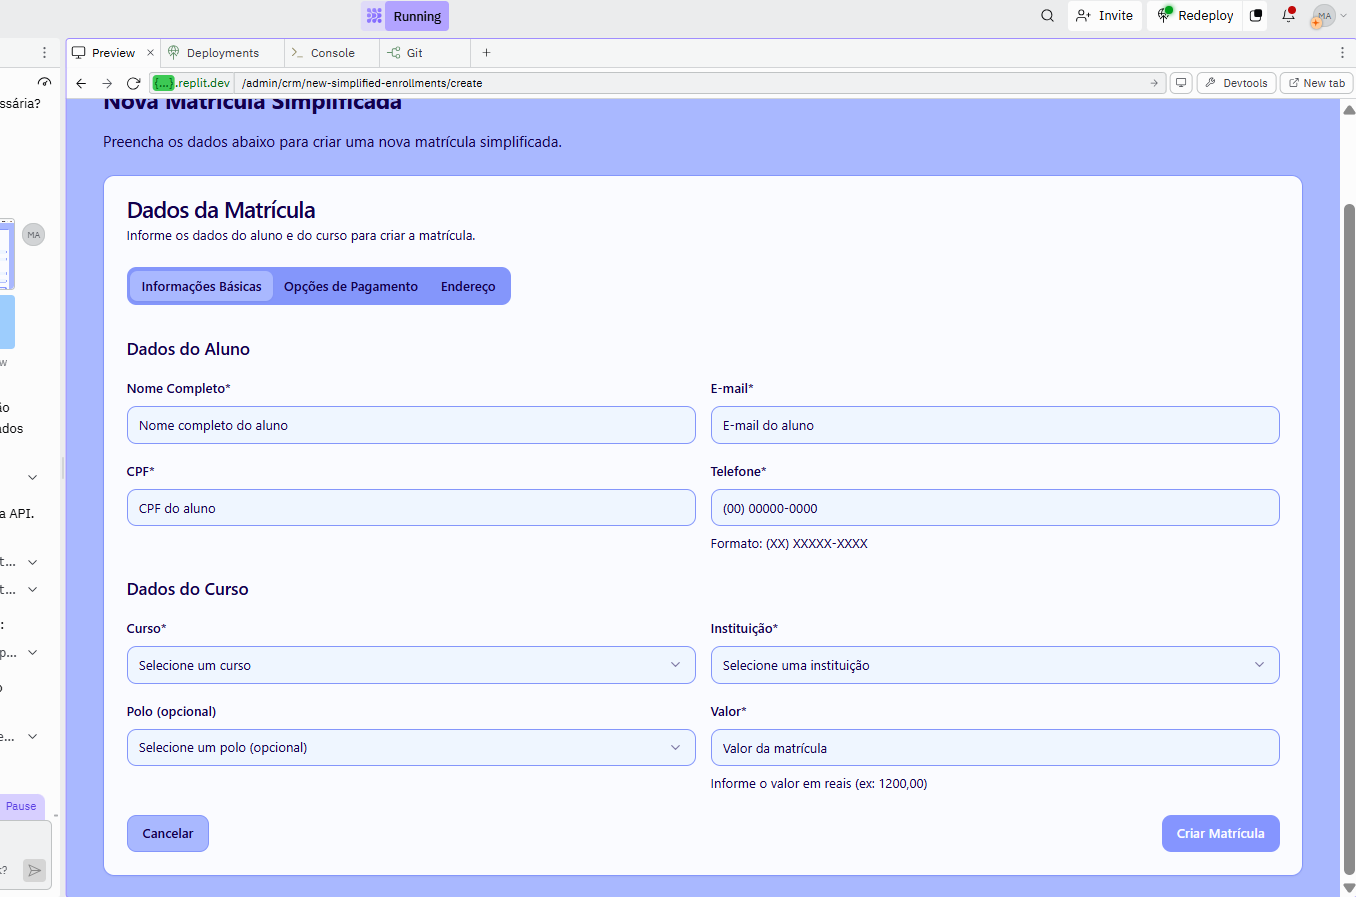 Running
Invite
Redeploy
MA
Preview
Deployments
Console
Git
{...}.replit.dev
/admin/crm/new-simplified-enrollments/create
Devtools
New tab
ssária?
MA
w
ão
ados
a API.
t...
t...
:
p...
o
e...
Pause
?
Nova Matrícula Simplificada
Preencha os dados abaixo para criar uma nova matrícula simplificada.
Dados da Matrícula
Informe os dados do aluno e do curso para criar a matrícula.
Informações Básicas
Opções de Pagamento
Endereço
Dados do Aluno
Nome Completo*
Nome completo do aluno
E-mail*
E-mail do aluno
CPF*
CPF do aluno
Telefone*
(00) 00000-0000
Formato: (XX) XXXXX-XXXX
Dados do Curso
Curso*
Selecione um curso
Instituição*
Selecione uma instituição
Polo (opcional)
Selecione um polo (opcional)
Valor*
Valor da matrícula
Informe o valor em reais (ex: 1200,00)
Cancelar
Criar Matrícula